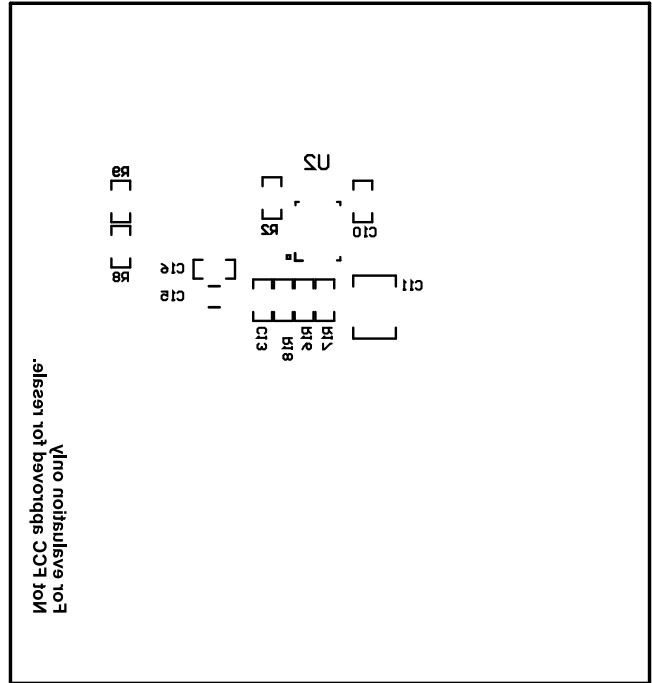 U2
R9
R2
C10
C16
R8
C11
C15
C13
R18
R16
R17
Not FCC approved for resale.
For evaluation only